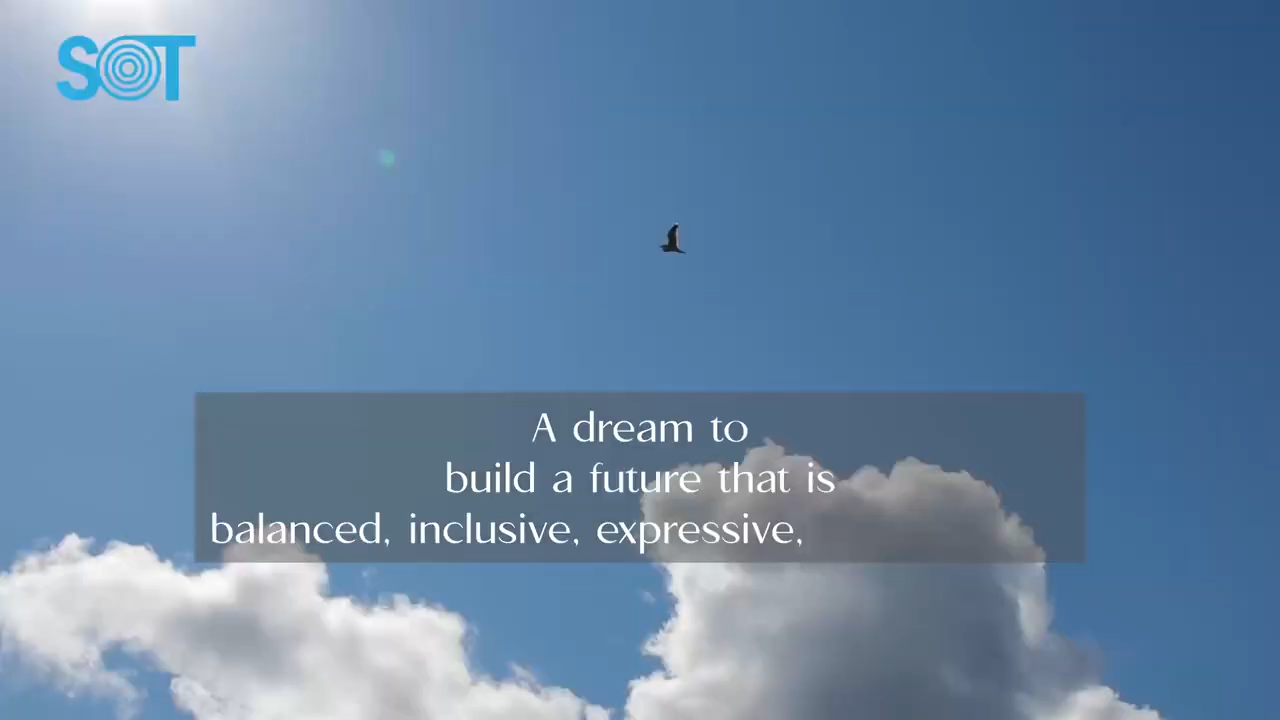 SOT
A dream to
build a future that is
balanced, inclusive, expressive,